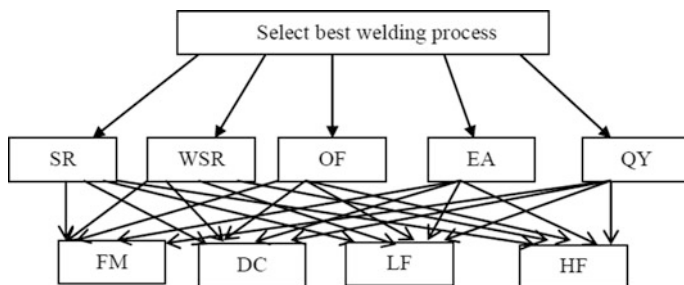 Select best welding process
SR WSR OF EA QY
FM DC LF HF